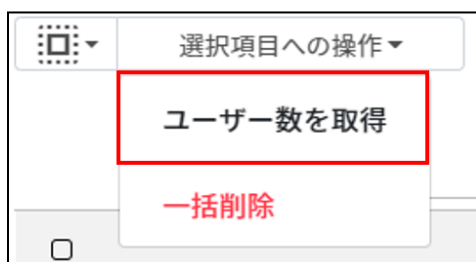 選択項目への操作
ユーザー数を取得
一括削除